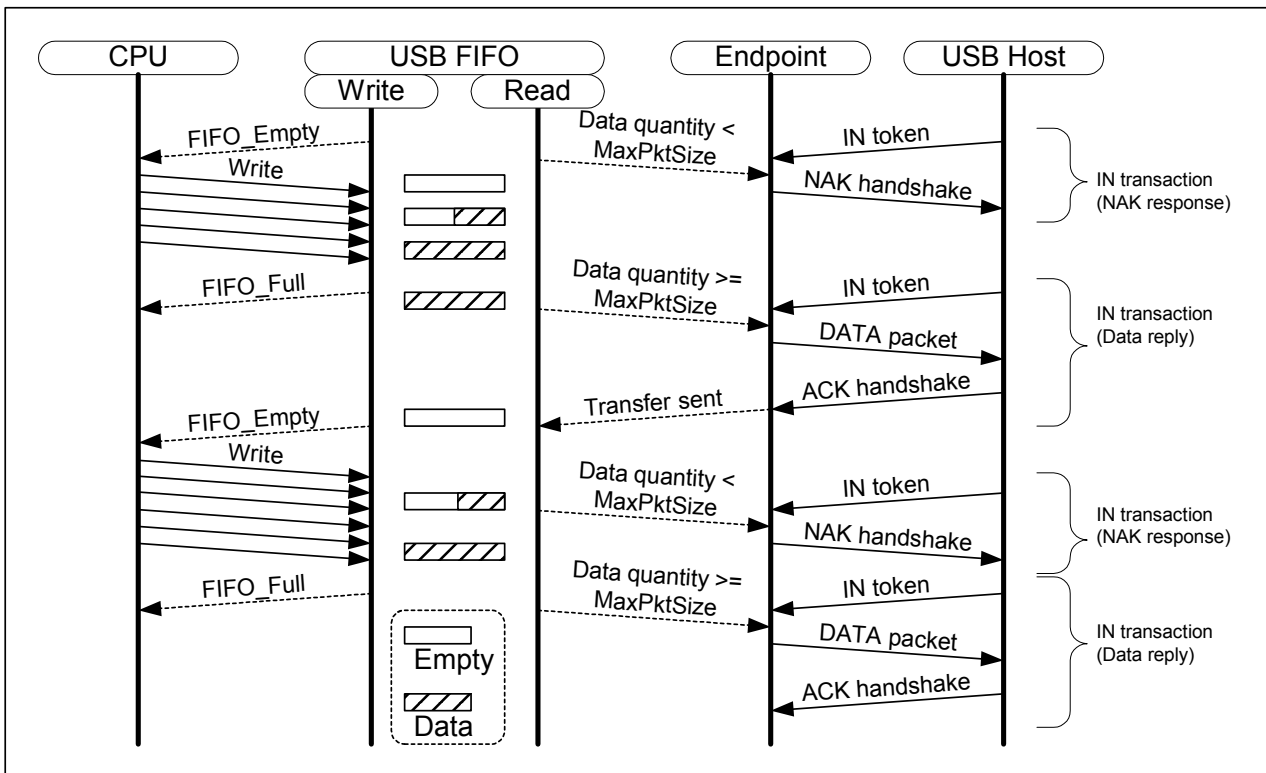 CPU
USB FIFO
Endpoint
USB Host
Write
Read
FIFO_Empty
Data quantity <
MaxPktSize
IN token
Write
NAK handshake
IN transaction
(NAK response)
FIFO_Full
Data quantity >=
MaxPktSize
IN token
DATA packet
IN transaction
(Data reply)
ACK handshake
Transfer sent
FIFO_Empty
Write
Data quantity <
MaxPktSize
IN token
NAK handshake
IN transaction
(NAK response)
FIFO_Full
Data quantity >=
MaxPktSize
IN token
DATA packet
IN transaction
(Data reply)
ACK handshake
Empty
Data